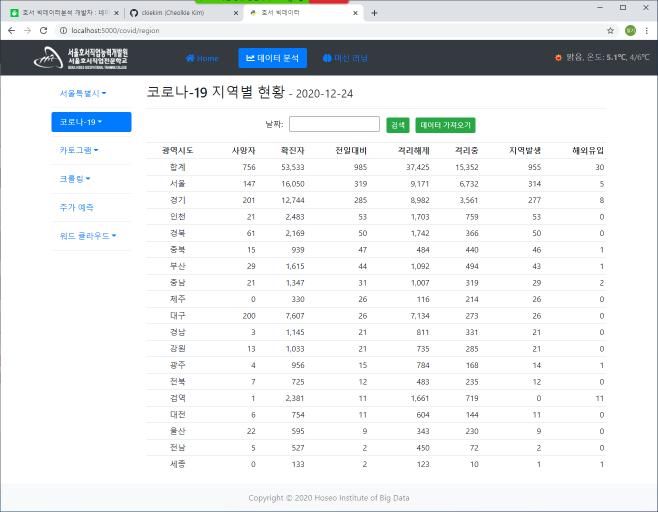 호서 빅데이터분석 개발자 : 네이
ckiekim (Cheolkie Kim)
호서 빅데이터
localhost:5000/covid/region
서울호서직업능력개발원
서울호서직업전문학교
Home
데이터 분석
머신 러닝
맑음, 온도: 5.1℃, 4/6℃
서울특별시
코로나-19
카토그램
크롤링
주가 예측
워드 클라우드
코로나-19 지역별 현황 - 2020-12-24
날짜:
검색
데이터 가져오기
광역시도 사망자 확진자 전일대비 격리해제 격리중 지역발생 해외유입
합계 756 53,533 985 37,425 15,352 955 30
서울 147 16,050 319 9,171 6,732 314 5
경기 201 12,744 285 8,982 3,561 277 8
인천 21 2,483 53 1,703 759 53 0
경북 61 2,169 50 1,742 366 50 0
충북 15 939 47 484 440 46 1
부산 29 1,615 44 1,092 494 43 1
충남 21 1,347 31 1,007 319 29 2
제주 0 330 26 116 214 26 0
대구 200 7,607 26 7,134 273 26 0
경남 3 1,145 21 811 331 21 0
강원 13 1,033 21 735 285 21 0
광주 4 956 15 784 168 14 1
전북 7 725 12 483 235 12 0
검역 1 2,381 11 1,661 719 0 11
대전 6 754 11 604 144 11 0
울산 22 595 9 343 230 9 0
전남 5 527 2 450 72 2 0
세종 0 133 2 123 10 1 1
Copyright © 2020 Hoseo Institute of Big Data